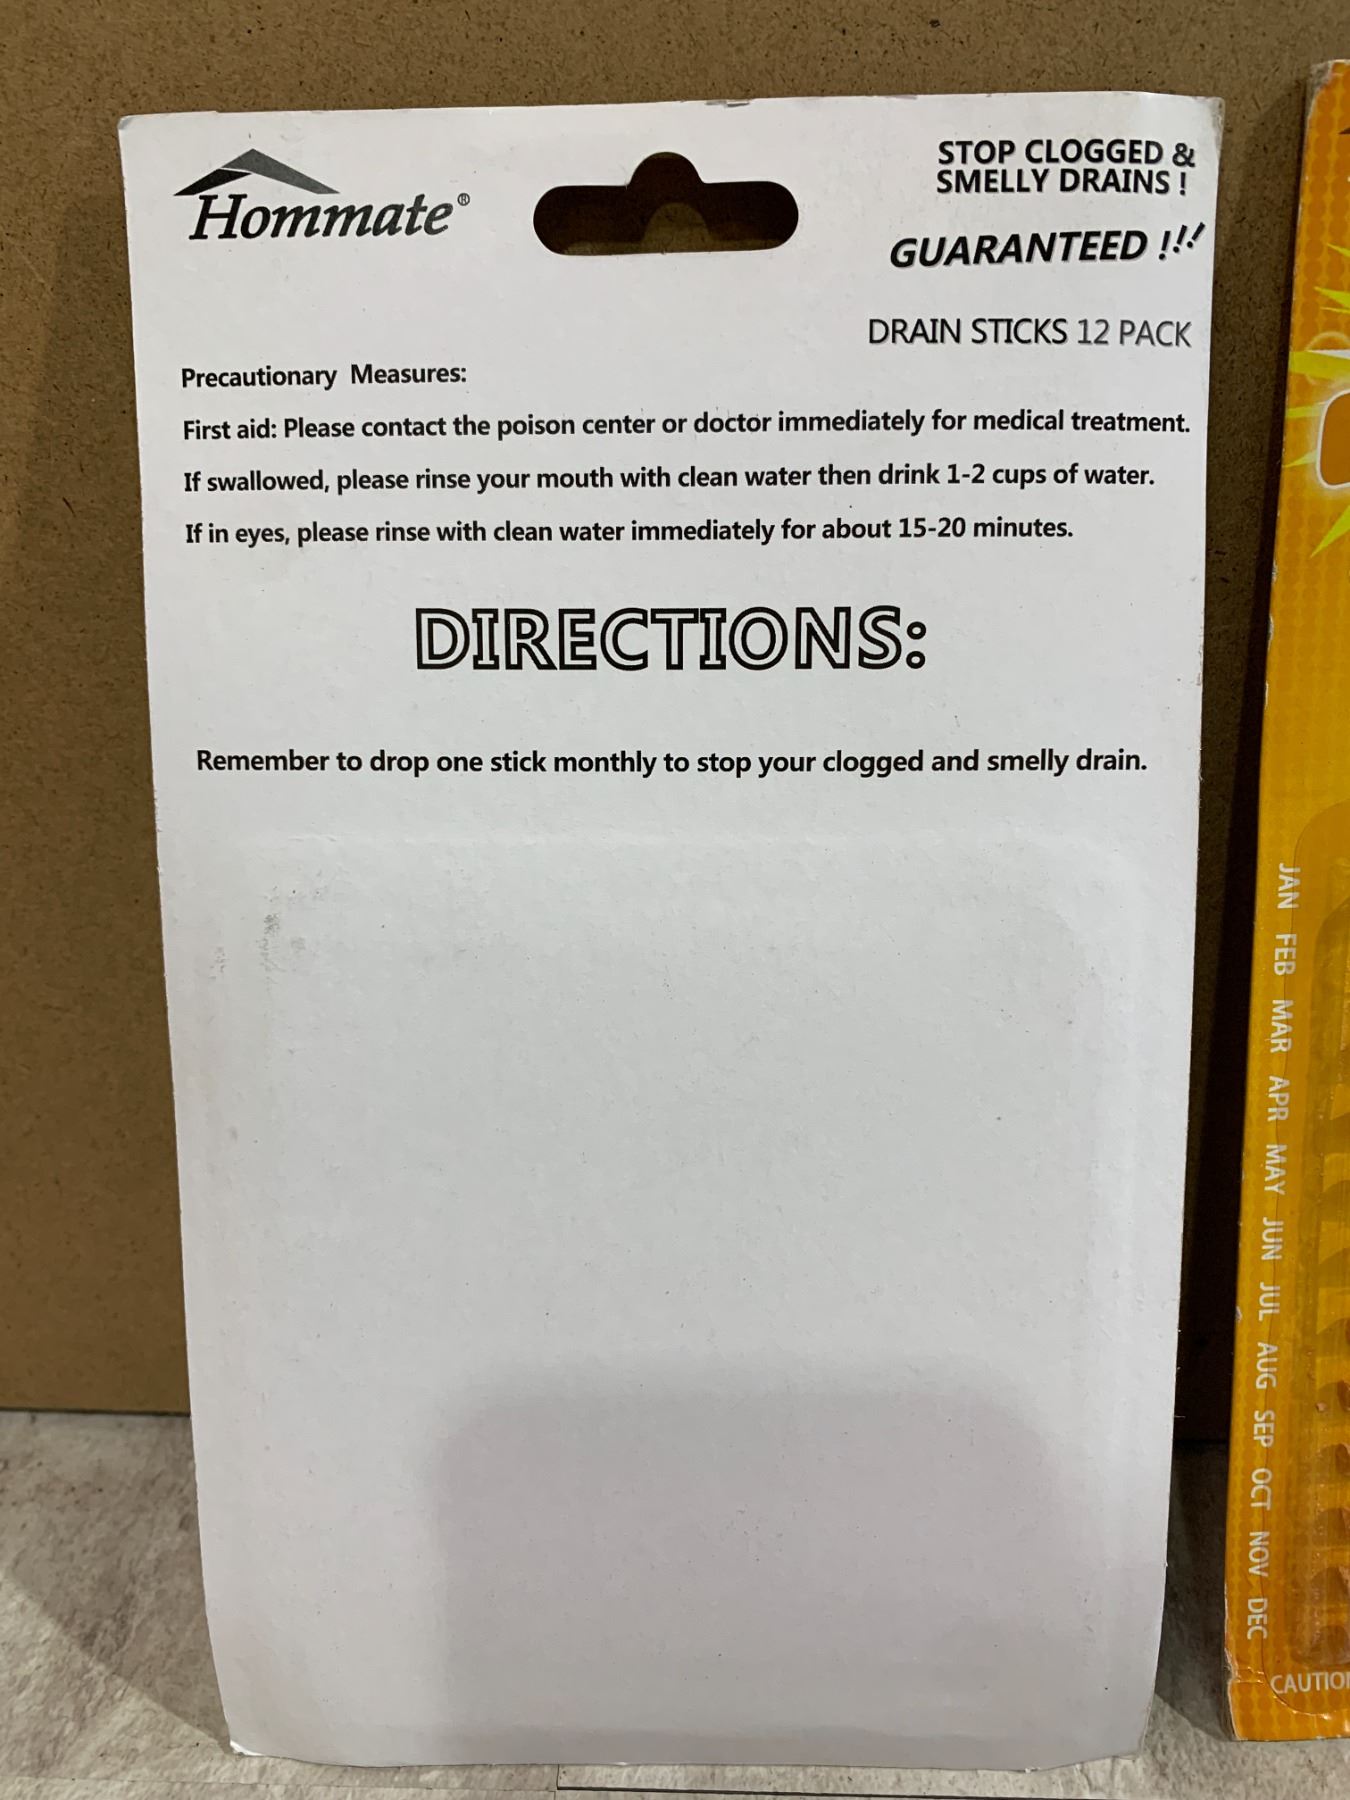 Hommate®
STOP CLOGGED &
SMELLY DRAINS !
GUARANTEED !!!
DRAIN STICKS 12 PACK
Precautionary Measures:
First aid: Please contact the poison center or doctor immediately for medical treatment.
If swallowed, please rinse your mouth with clean water then drink 1-2 cups of water.
If in eyes, please rinse with clean water immediately for about 15-20 minutes.
DIRECTIONS:
Remember to drop one stick monthly to stop your clogged and smelly drain.
JAN FEB MAR APR MAY JUN JUL AUG SEP OCT NOV DEC